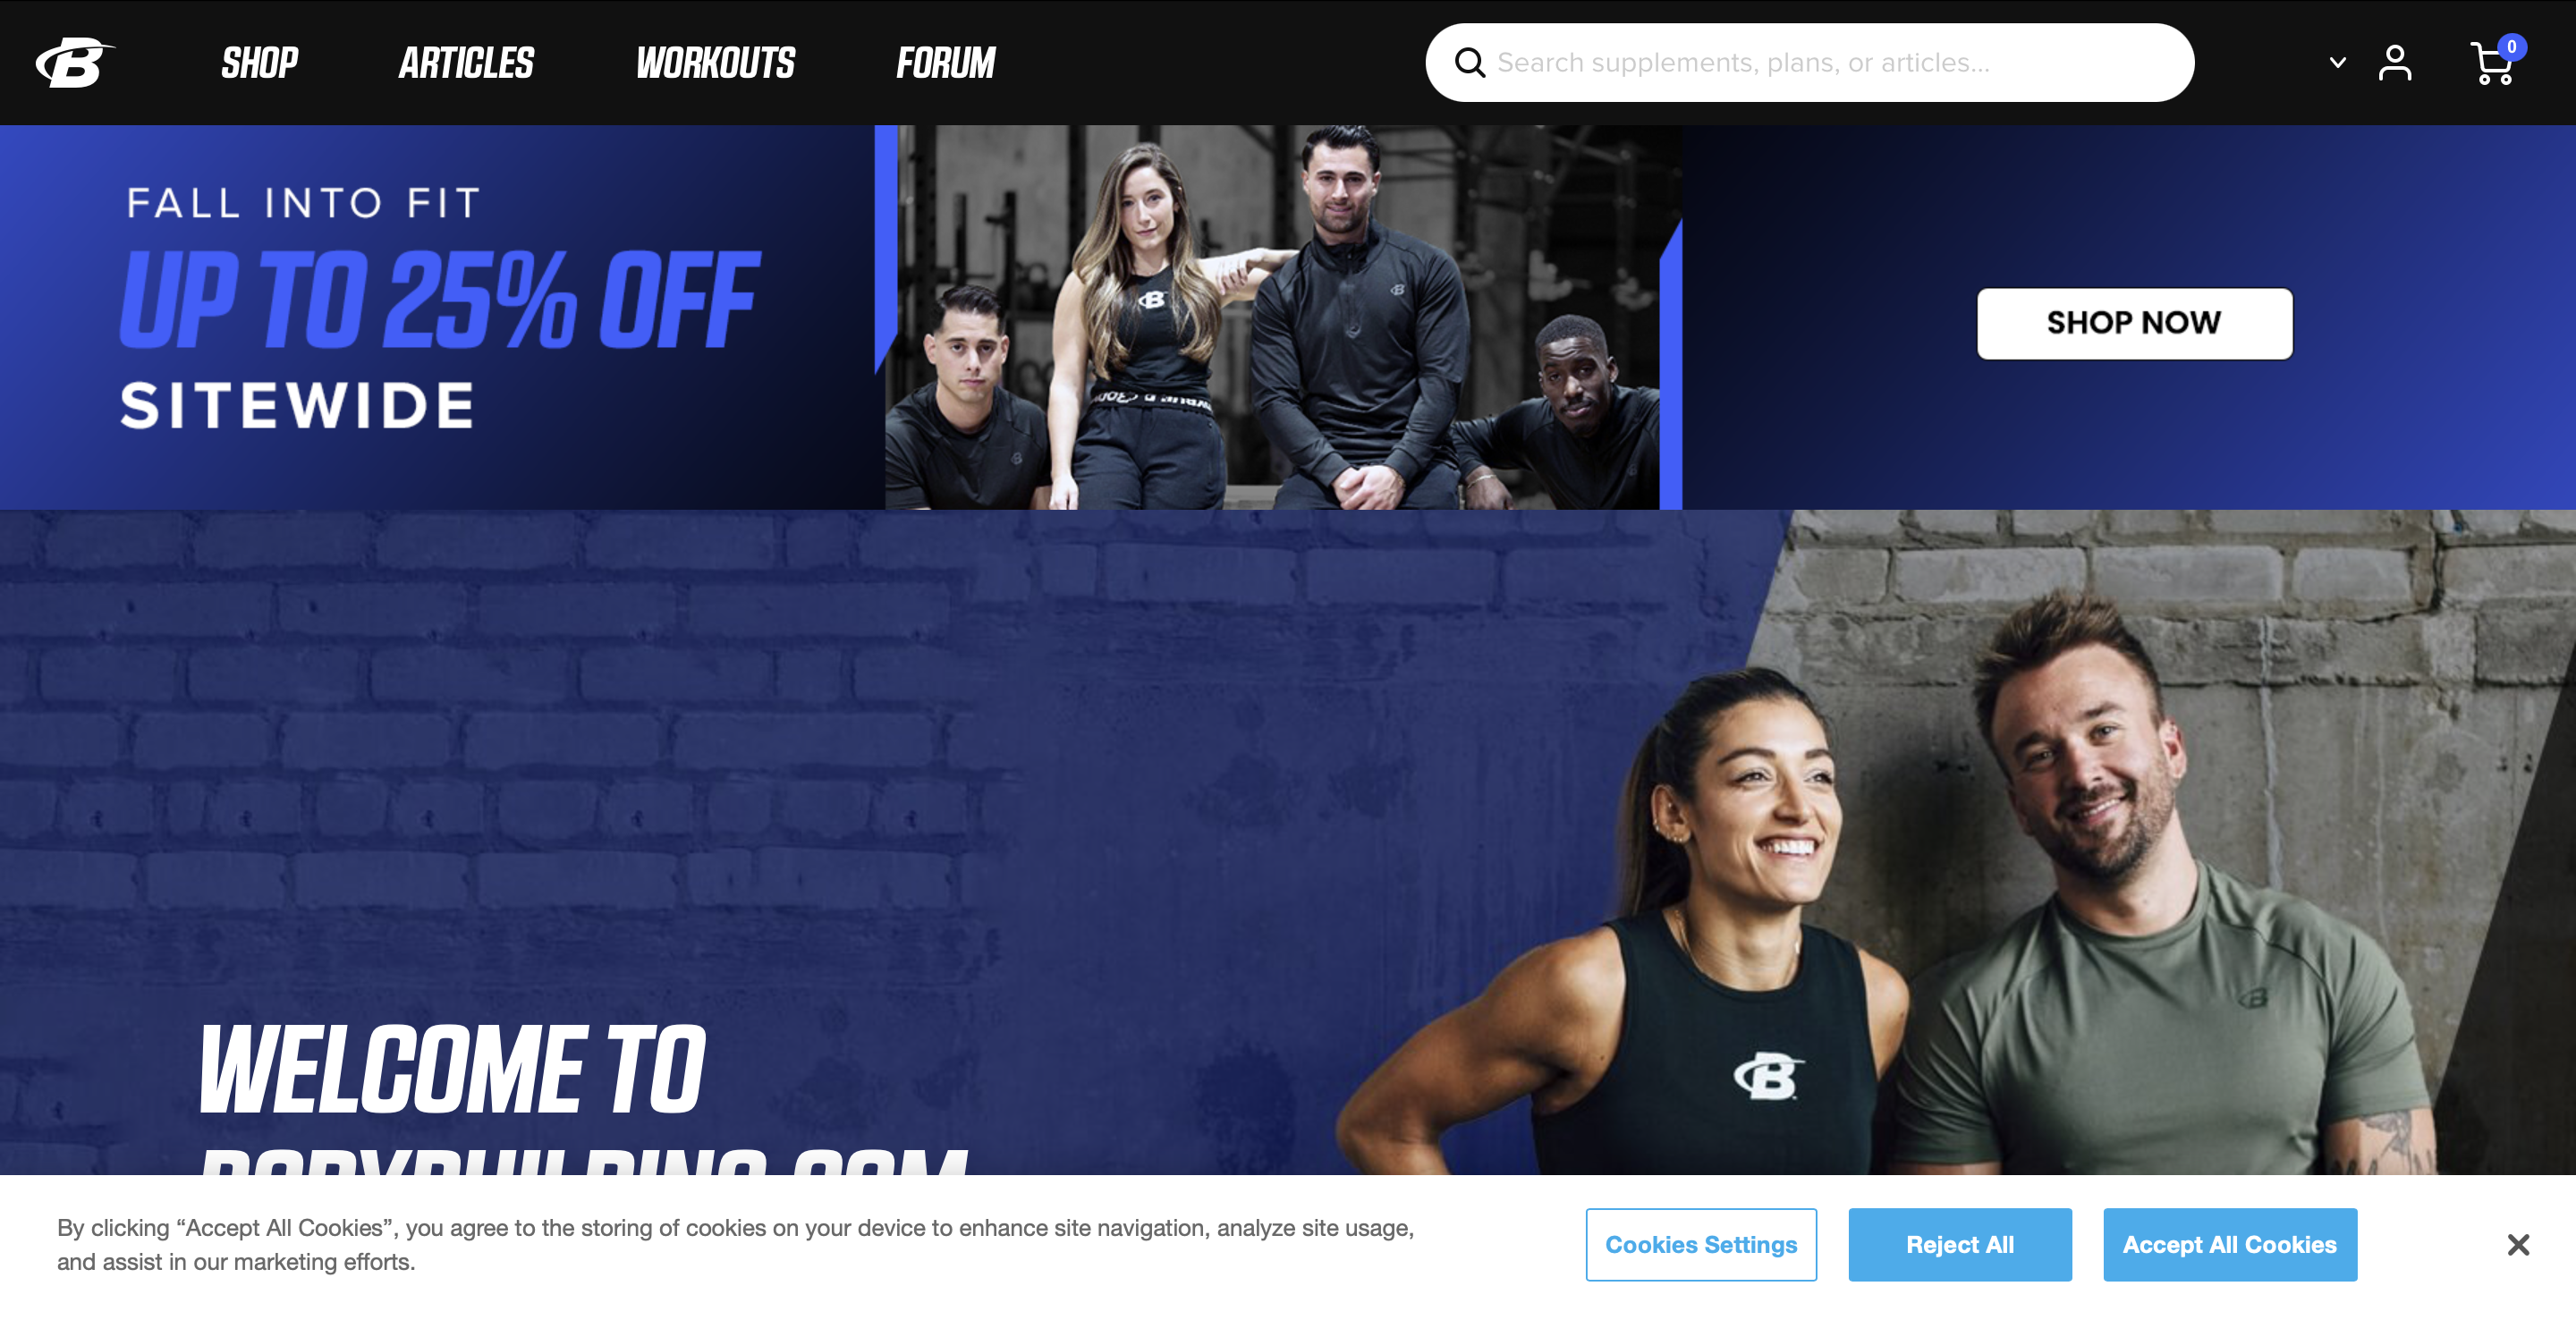 SHOP
ARTICLES
WORKOUTS
FORUM
Search supplements, plans, or articles...
0
FALL INTO FIT
UP TO 25% OFF
SITEWIDE
SHOP NOW
WELCOME TO
BODYBUILDING.COM
By clicking “Accept All Cookies”, you agree to the storing of cookies on your device to enhance site navigation, analyze site usage,
and assist in our marketing efforts.
Cookies Settings
Reject All
Accept All Cookies